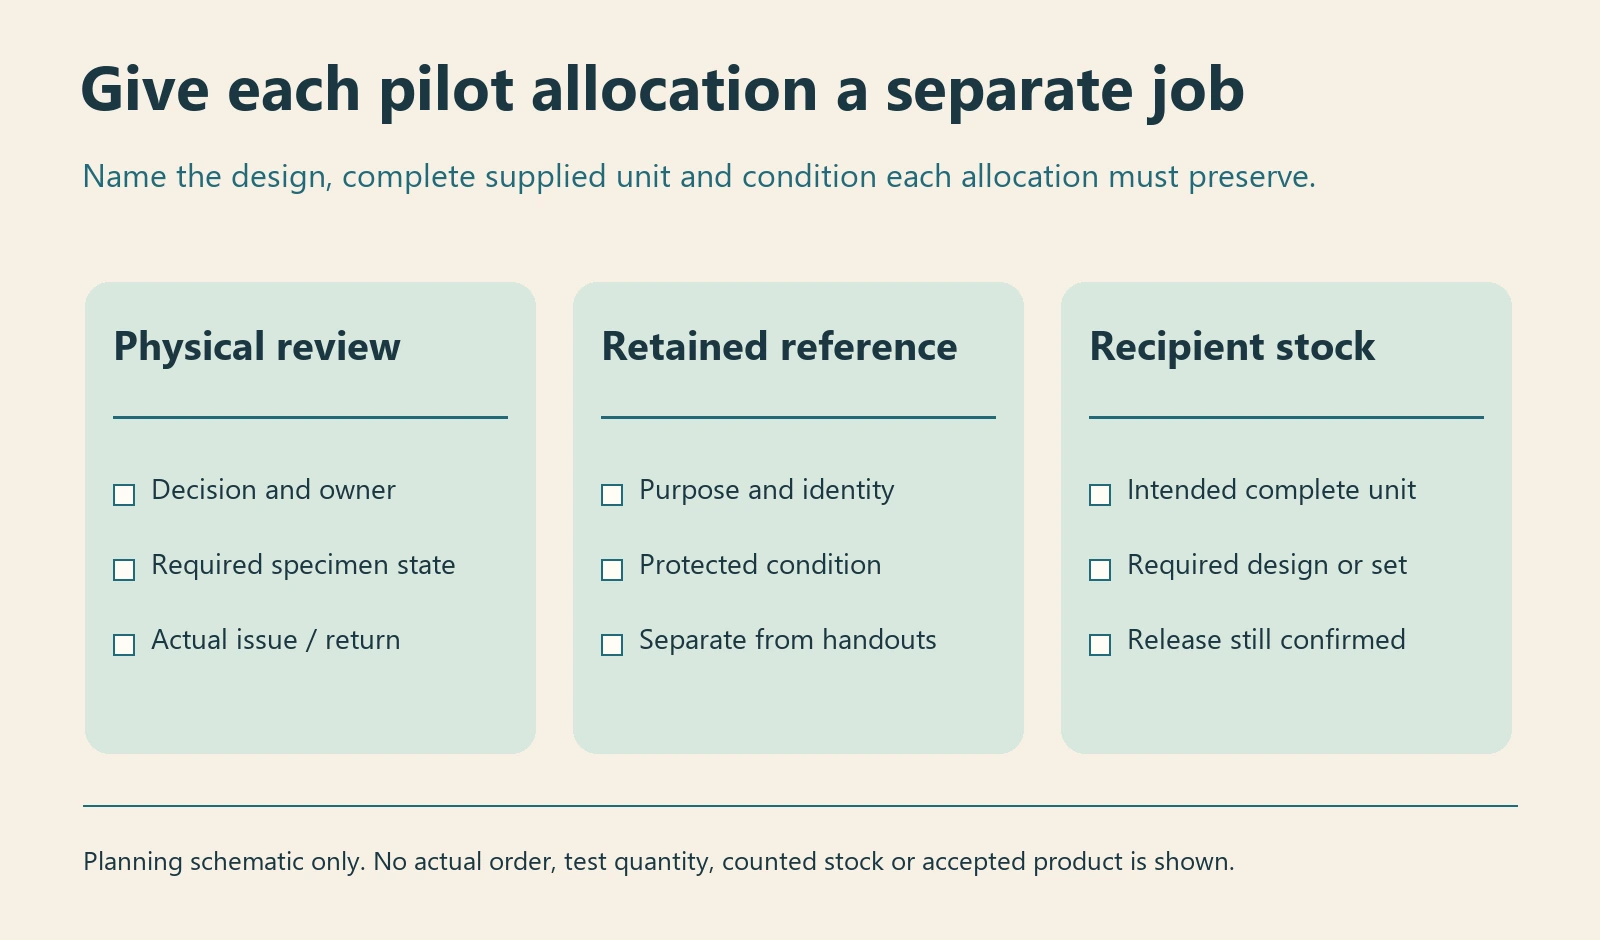 Give each pilot allocation a separate job
Name the design, complete supplied unit and condition each allocation must preserve.
Physical review
Decision and owner
Required specimen state
Actual issue / return
Retained reference
Purpose and identity
Protected condition
Separate from handouts
Recipient stock
Intended complete unit
Required design or set
Release still confirmed
Planning schematic only. No actual order, test quantity, counted stock or accepted product is shown.